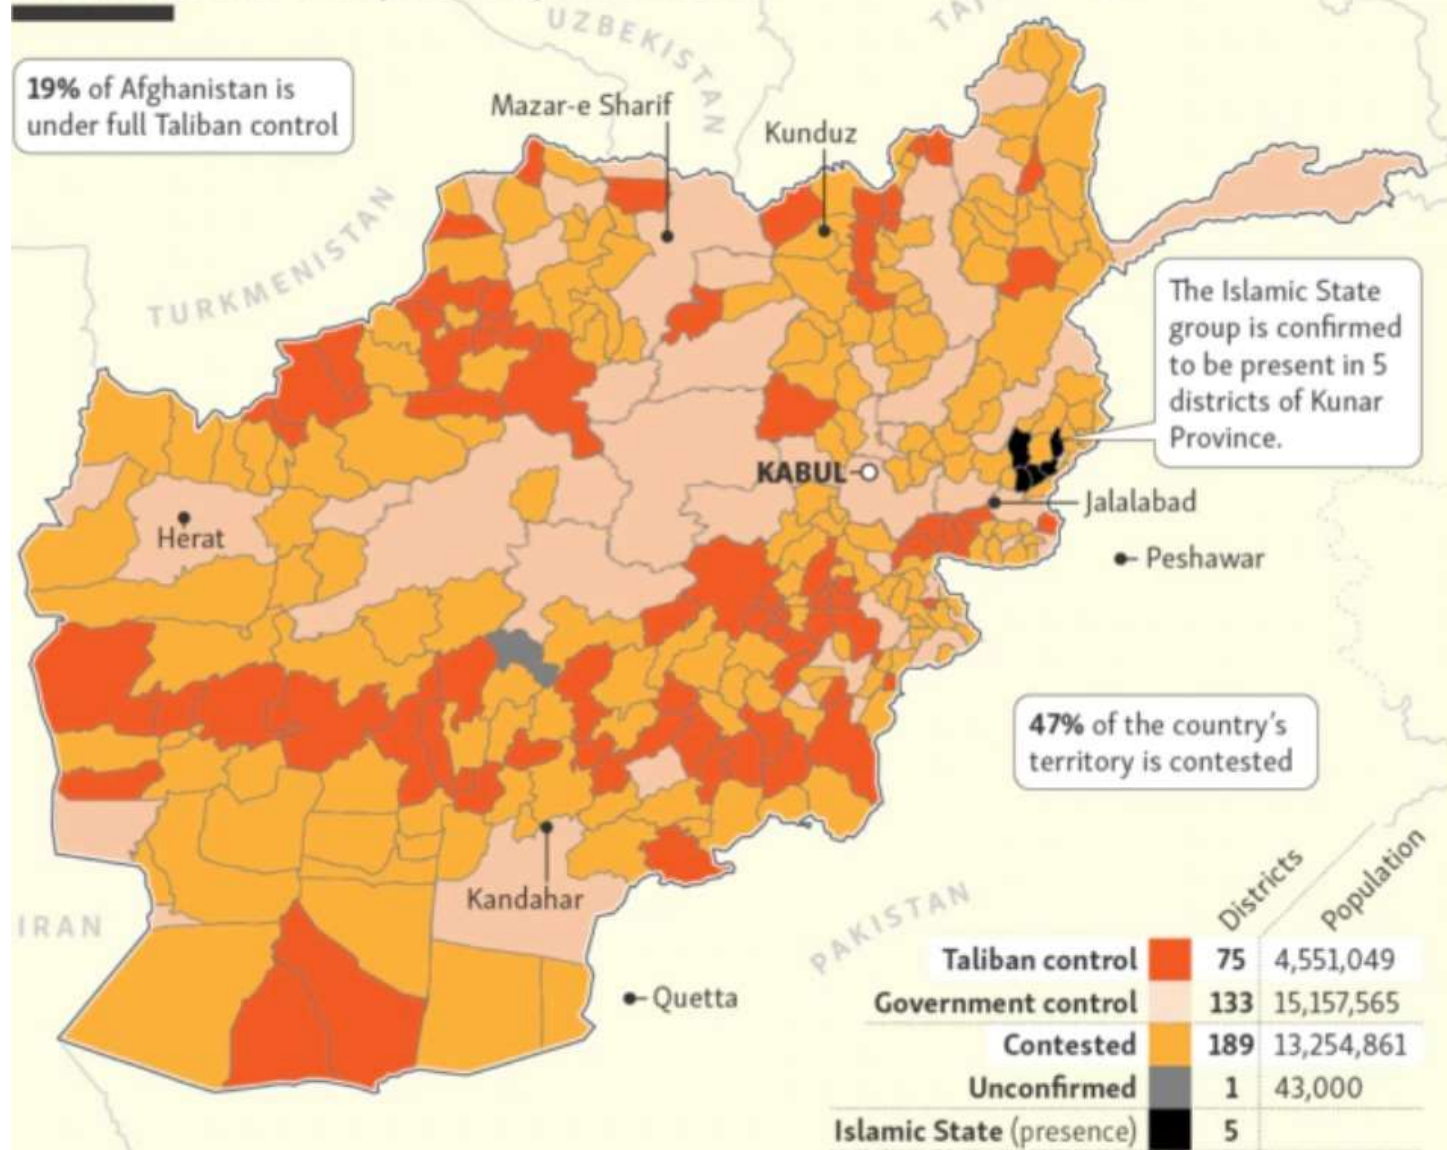 UZBEKISTAN
19% of Afghanistan is
under full Taliban control
Mazar-e Sharif
Kunduz
TURKMENISTAN
The Islamic State
group is confirmed
to be present in 5
districts of Kunar
Province.
KABUL
Jalalabad
Herat
Peshawar
47% of the country's
territory is contested
Kandahar
IRAN
PAKISTAN
Quetta
Districts Population
Taliban control 75 4,551,049
Government control 133 15,157,565
Contested 189 13,254,861
Unconfirmed 1 43,000
Islamic State (presence) 5